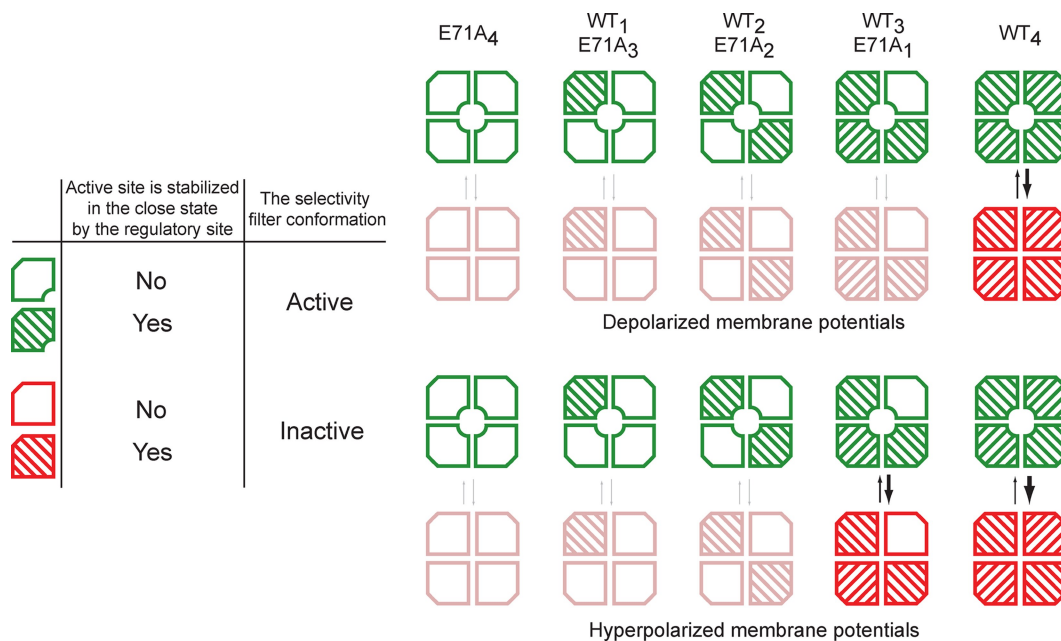 E71A4
WT1
E71A3
WT2
E71A2
WT3
E71A1
WT4
Active site is stabilized
in the close state
by the regulatory site
The selectivity
filter conformation
No
Yes
Active
No
Yes
Inactive
Depolarized membrane potentials
Hyperpolarized membrane potentials